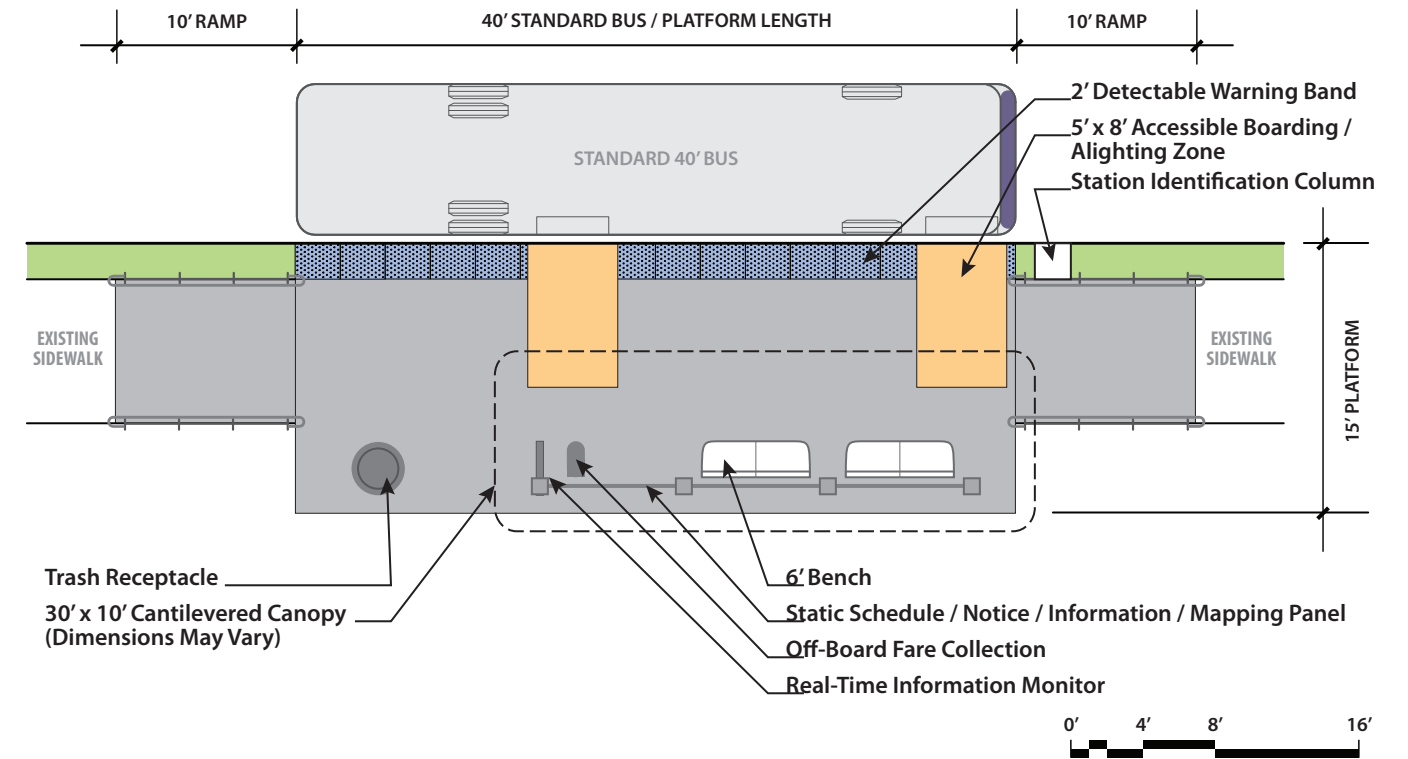 10’ RAMP
40’ STANDARD BUS / PLATFORM LENGTH
10’ RAMP
2’ Detectable Warning Band
5’ x 8’ Accessible Boarding /
Alighting Zone
Station Identification Column
STANDARD 40’ BUS
EXISTING
SIDEWALK
EXISTING
SIDEWALK
15’ PLATFORM
Trash Receptacle
30’ x 10’ Cantilevered Canopy
(Dimensions May Vary)
6’ Bench
Static Schedule / Notice / Information / Mapping Panel
Off-Board Fare Collection
Real-Time Information Monitor
0’ 4’ 8’ 16’